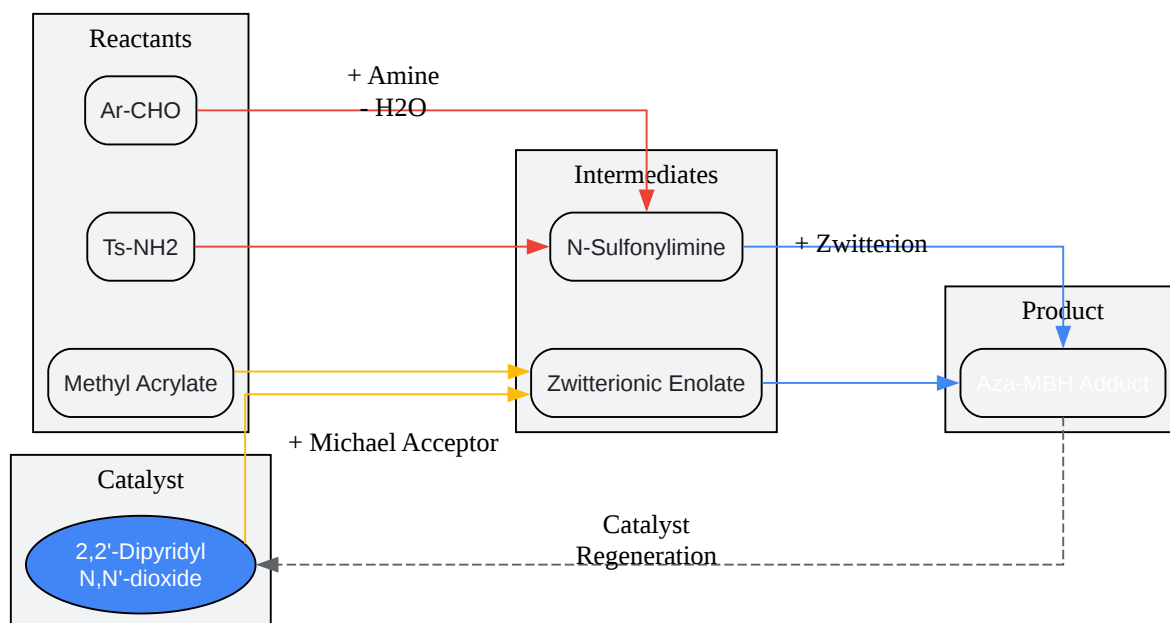 Reactants
Ar-CHO
+ Amine
- H2O
Intermediates
Ts-NH2
N-Sulfonylimine
+ Zwitterion
Product
Methyl Acrylate
Zwitterionic Enolate
Aza-MBH Adduct
+ Michael Acceptor
Catalyst
2,2'-Dipyridyl
N,N'-dioxide
Catalyst
Regeneration